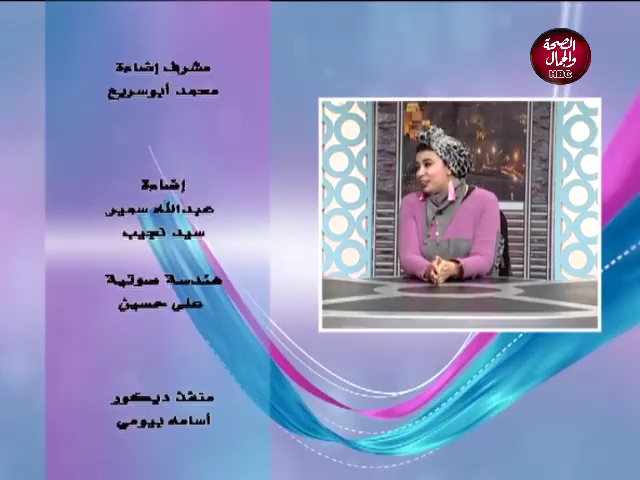 الصحة
والجمال
HBC
مشرف إضاءة
محمد أبوسريع
إضاءة
عبدالله سمير
سيد نجيب
هندسة صوتية
على حسين
منفذ ديكور
أسامه بيومي